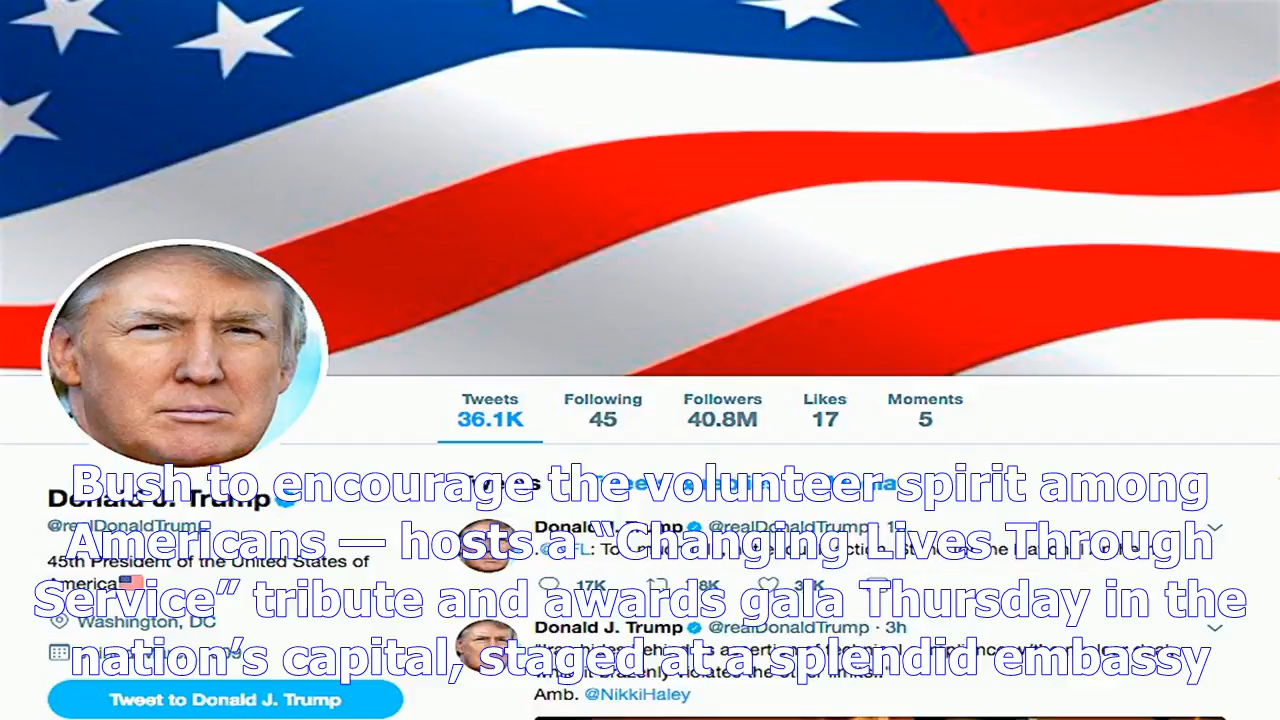 Tweets Following Followers Likes Moments
36.1K 45 40.8M 17 5
Bush to encourage the volunteer spirit among
Donald J. Trump
@realDonaldTrump
Donald J. Trump @realDonaldTrump
Americans — hosts a “Changing Lives Through
45th President of the United States of
America
17K
Service” tribute and awards gala Thursday in the
Washington, DC
Donald J. Trump @realDonaldTrump · 3h
nation’s capital, staged at a splendid embassy
Tweet to Donald J. Trump
Amb. @NikkiHaley